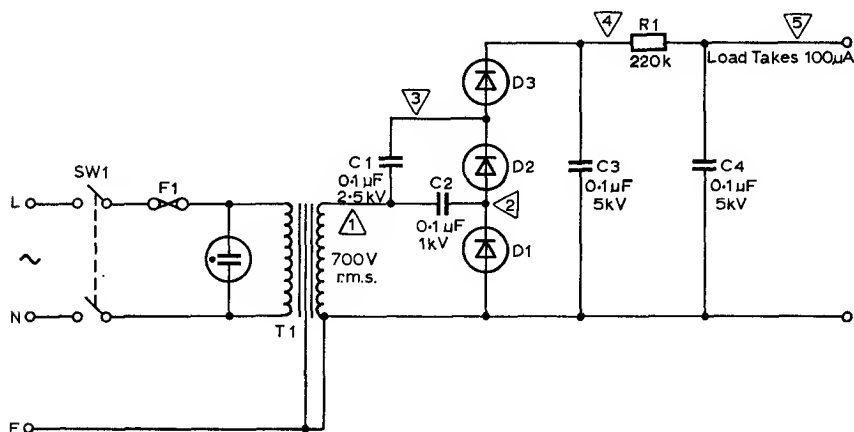 4
R1
5
220k
Load Takes 100µA
D3
3
SW1
F1
C1
0·1µF
2·5kV
D2
C2
0·1µF
1kV
2
C3
0·1µF
5kV
C4
0·1µF
5kV
L
1
~
700V
r.m.s.
D1
N
T1
E